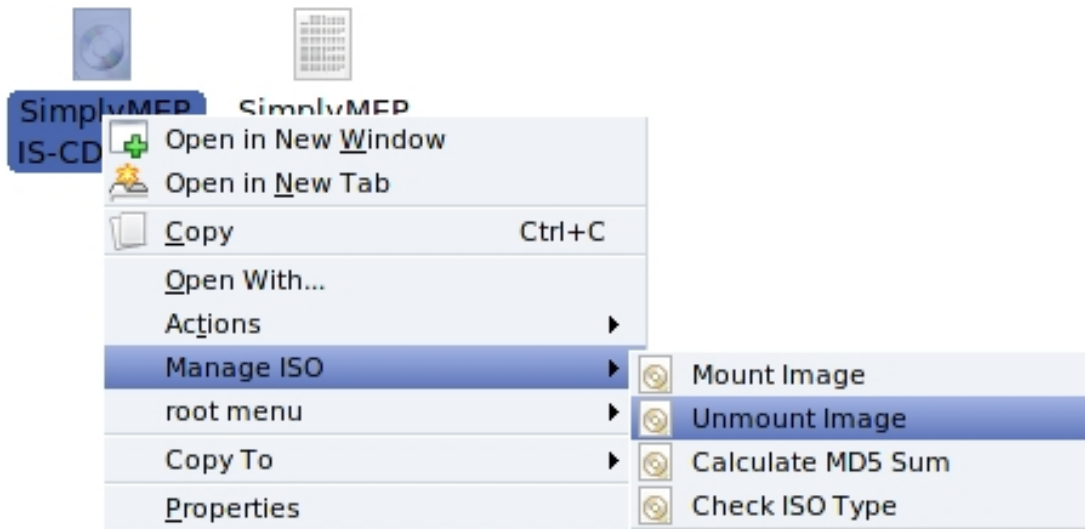 SimplyMEP SimplyMEP
IS-CD
Open in New Window
Open in New Tab
Copy Ctrl+C
Open With...
Actions
Manage ISO
root menu
Copy To
Properties
Mount Image
Unmount Image
Calculate MD5 Sum
Check ISO Type